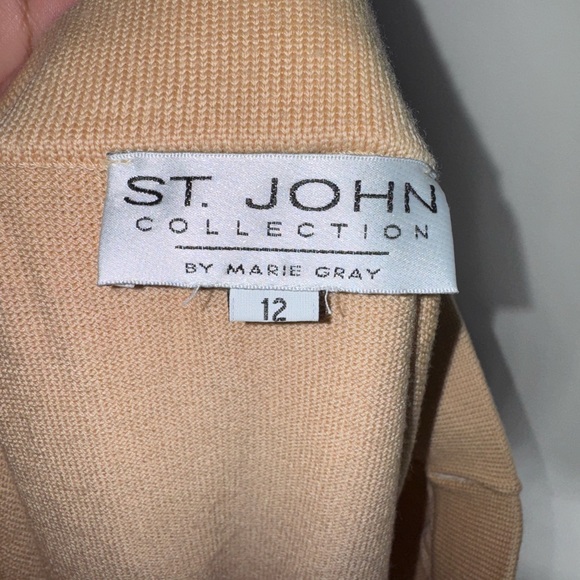 ST. JOHN
COLLECTION
BY MARIE GRAY
12